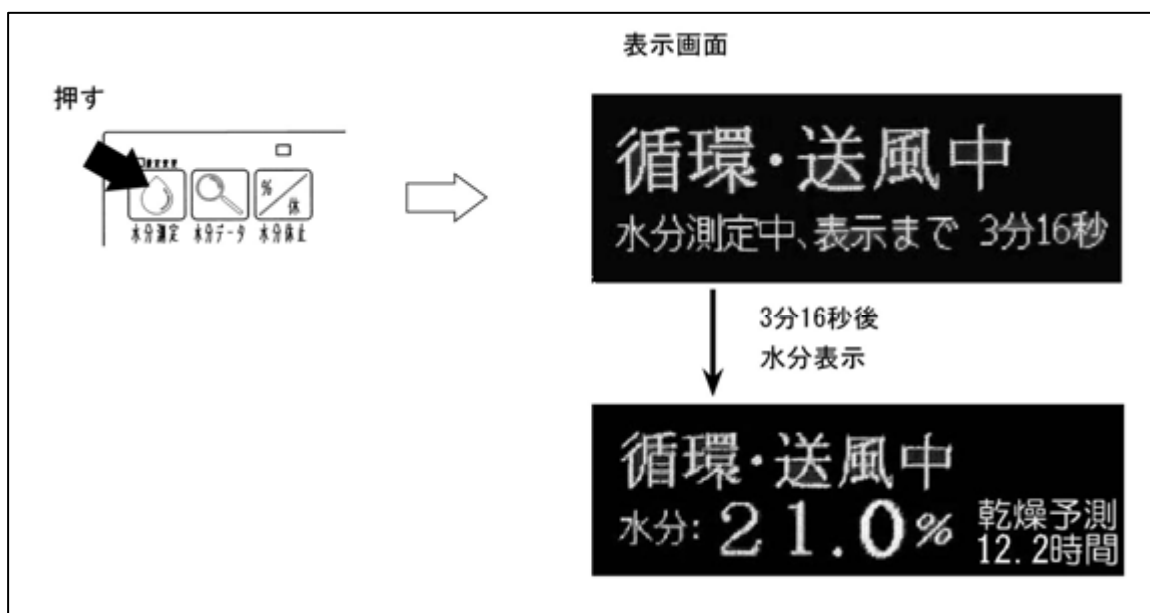 表示画面
押す
水分測定
水分データ
%
休
水分休止
循環・送風中
水分測定中、表示まで 3分16秒
3分16秒後
水分表示
循環・送風中
水分:21.0%
乾燥予測
12.2時間